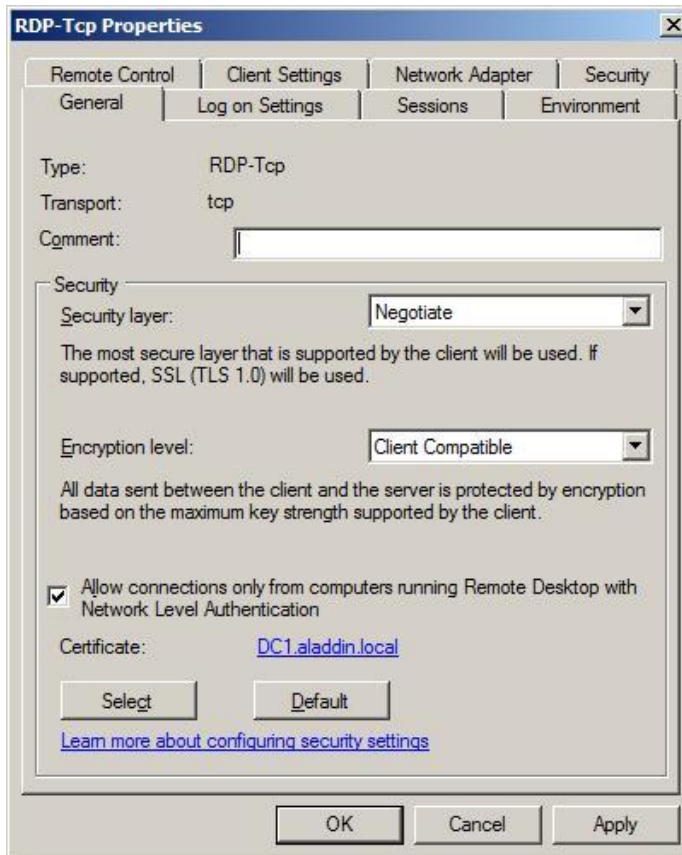 RDP-Tcp Properties
Remote Control Client Settings Network Adapter Security
General Log on Settings Sessions Environment
Type: RDP-Tcp
Transport: tcp
Comment:
Security
Security layer: Negotiate
The most secure layer that is supported by the client will be used. If
supported, SSL (TLS 1.0) will be used.
Encryption level: Client Compatible
All data sent between the client and the server is protected by encryption
based on the maximum key strength supported by the client.
Allow connections only from computers running Remote Desktop with
Network Level Authentication
Certificate: DC1.aladdin.local
Select Default
Learn more about configuring security settings
OK Cancel Apply